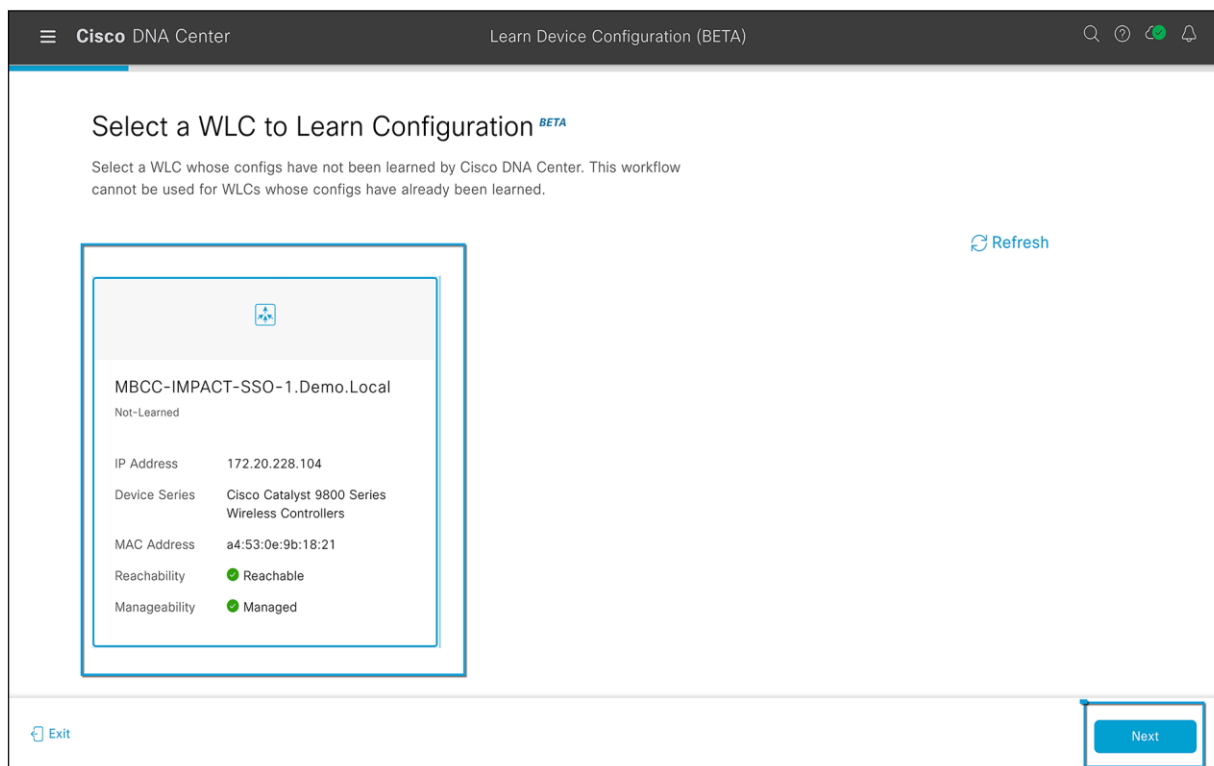 Cisco DNA Center
Learn Device Configuration (BETA)
Select a WLC to Learn Configuration BETA
Select a WLC whose configs have not been learned by Cisco DNA Center. This workflow
cannot be used for WLCs whose configs have already been learned.
Refresh
MBCC-IMPACT-SSO-1.Demo.Local
Not-Learned
IP Address 172.20.228.104
Device Series Cisco Catalyst 9800 Series
Wireless Controllers
MAC Address a4:53:0e:9b:18:21
Reachability Reachable
Manageability Managed
Exit
Next